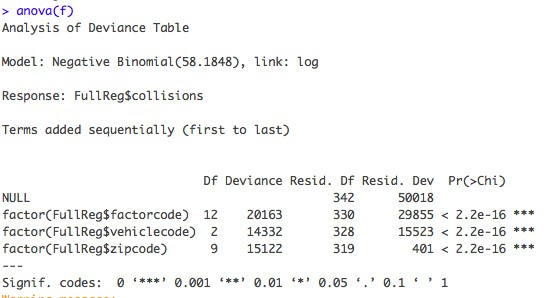 > anova(f)
Analysis of Deviance Table
Model: Negative Binomial(58.1848), link: log
Response: FullReg$collisions
Terms added sequentially (first to last)
Df Deviance Resid. Df Resid. Dev Pr(>Chi)
NULL 342 50018
factor(FullReg$factorcode) 12 20163 330 29855 < 2.2e-16 ***
factor(FullReg$vehiclecode) 2 14332 328 15523 < 2.2e-16 ***
factor(FullReg$zipcode) 9 15122 319 401 < 2.2e-16 ***
---
Signif. codes: 0 ‘***’ 0.001 ‘**’ 0.01 ‘*’ 0.05 ‘.’ 0.1 ‘ ’ 1
Warning message: